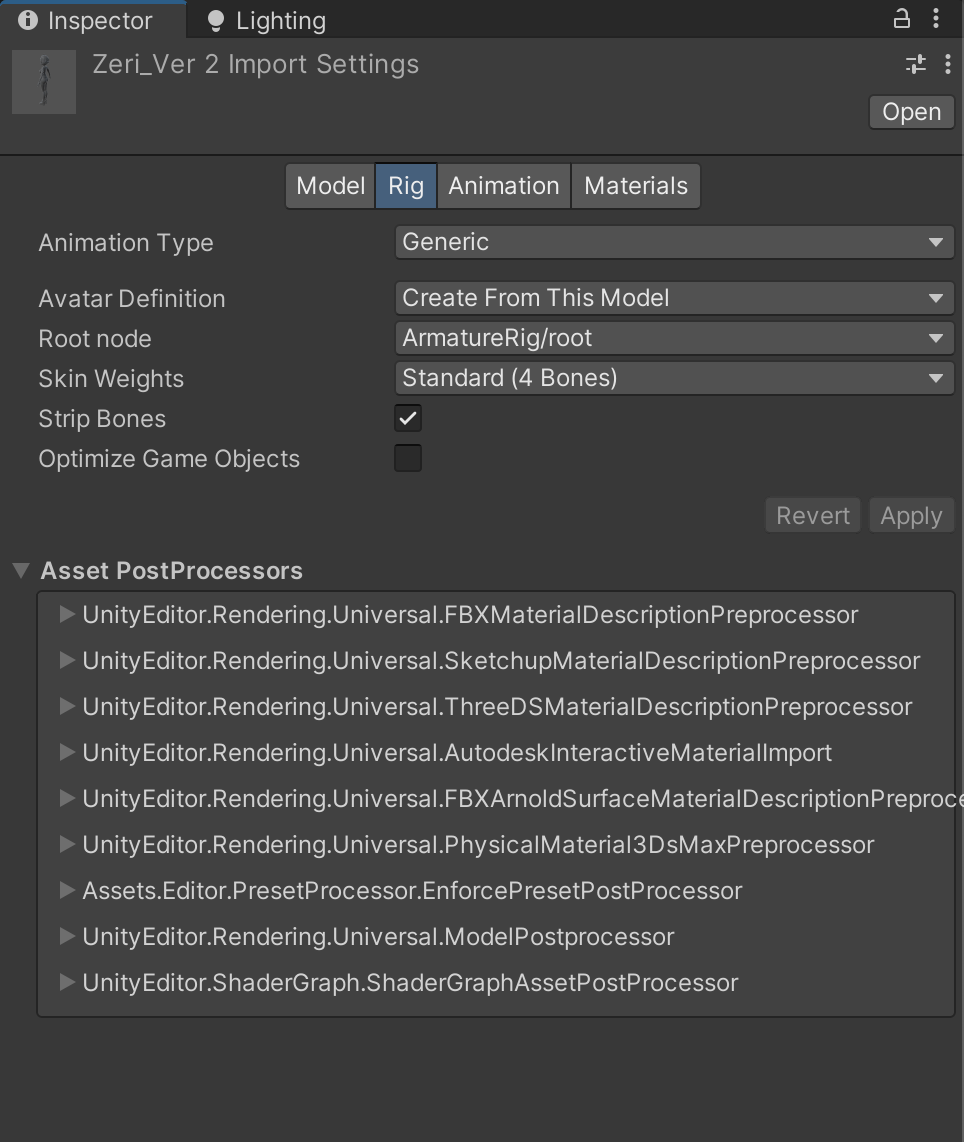 Inspector Lighting
Zeri_Ver 2 Import Settings
Open
Model Rig Animation Materials
Animation Type Generic
Avatar Definition Create From This Model
Root node ArmatureRig/root
Skin Weights Standard (4 Bones)
Strip Bones
Optimize Game Objects
Revert Apply
Asset PostProcessors
UnityEditor.Rendering.Universal.FBXMaterialDescriptionPreprocessor
UnityEditor.Rendering.Universal.SketchupMaterialDescriptionPreprocessor
UnityEditor.Rendering.Universal.ThreeDSMaterialDescriptionPreprocessor
UnityEditor.Rendering.Universal.AutodeskInteractiveMaterialImport
UnityEditor.Rendering.Universal.FBXArnoldSurfaceMaterialDescriptionPreproce
UnityEditor.Rendering.Universal.PhysicalMaterial3DsMaxPreprocessor
Assets.Editor.PresetProcessor.EnforcePresetPostProcessor
UnityEditor.Rendering.Universal.ModelPostprocessor
UnityEditor.ShaderGraph.ShaderGraphAssetPostProcessor